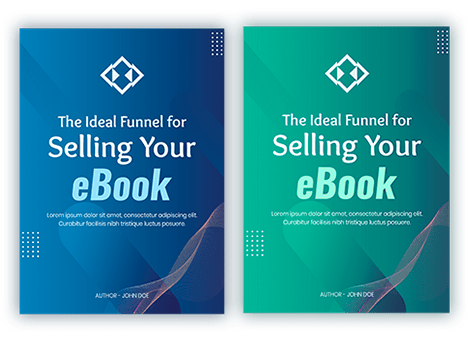 The Ideal Funnel for
Selling Your
eBook
Lorem ipsum dolor sit amet, consectetur adipiscing elit.
Curabitur facilisis nibh tristique luctus posuere.
AUTHOR - JOHN DOE
The Ideal Funnel for
Selling Your
eBook
Lorem ipsum dolor sit amet, consectetur adipiscing elit.
Curabitur facilisis nibh tristique luctus posuere.
AUTHOR - JOHN DOE